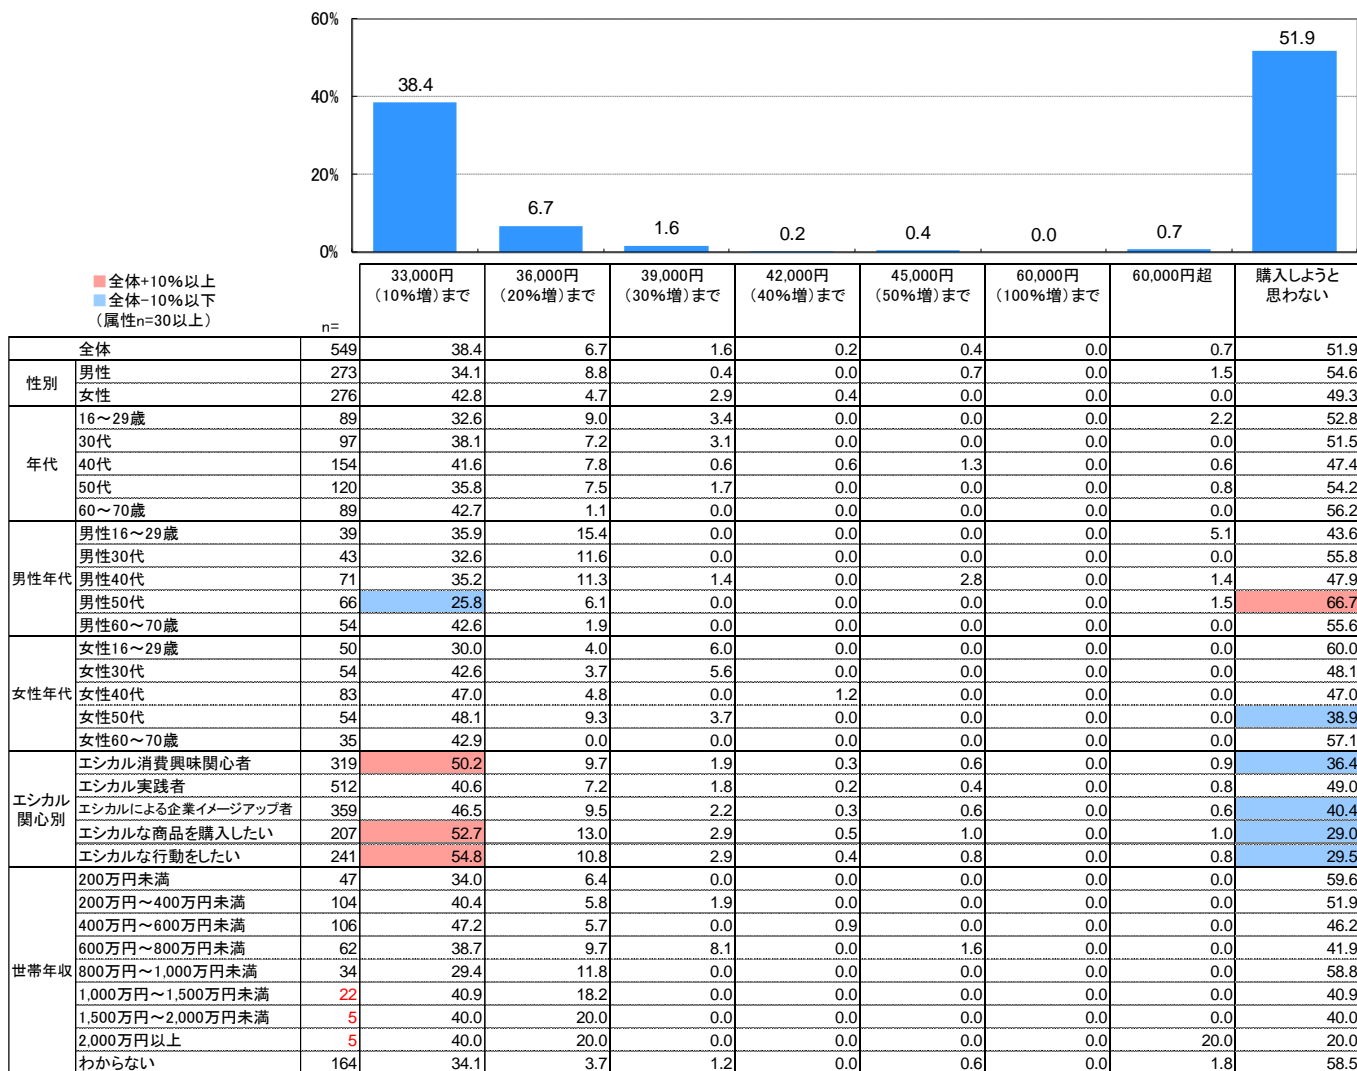 60%
40%
20%
0%
38.4
6.7
1.6
0.2
0.4
0.0
0.7
51.9
全体+10%以上
全体-10%以下
（属性n=30以上）
n=
33,000円
（10%増）まで
36,000円
（20%増）まで
39,000円
（30%増）まで
42,000円
（40%増）まで
45,000円
（50%増）まで
60,000円
（100%増）まで
60,000円超
購入しようと
思わない
全体 549 38.4 6.7 1.6 0.2 0.4 0.0 0.7 51.9
性別
男性 273 34.1 8.8 0.4 0.0 0.7 0.0 1.5 54.6
女性 276 42.8 4.7 2.9 0.4 0.0 0.0 0.0 49.3
年代
16～29歳 89 32.6 9.0 3.4 0.0 0.0 0.0 2.2 52.8
30代 97 38.1 7.2 3.1 0.0 0.0 0.0 0.0 51.5
40代 154 41.6 7.8 0.6 0.6 1.3 0.0 0.6 47.4
50代 120 35.8 7.5 1.7 0.0 0.0 0.0 0.8 54.2
60～70歳 89 42.7 1.1 0.0 0.0 0.0 0.0 0.0 56.2
男性年代
男性16～29歳 39 35.9 15.4 0.0 0.0 0.0 0.0 5.1 43.6
男性30代 43 32.6 11.6 0.0 0.0 0.0 0.0 0.0 55.8
男性40代 71 35.2 11.3 1.4 0.0 2.8 0.0 1.4 47.9
男性50代 66 25.8 6.1 0.0 0.0 0.0 0.0 1.5 66.7
男性60～70歳 54 42.6 1.9 0.0 0.0 0.0 0.0 0.0 55.6
女性年代
女性16～29歳 50 30.0 4.0 6.0 0.0 0.0 0.0 0.0 60.0
女性30代 54 42.6 3.7 5.6 0.0 0.0 0.0 0.0 48.1
女性40代 83 47.0 4.8 0.0 1.2 0.0 0.0 0.0 47.0
女性50代 54 48.1 9.3 3.7 0.0 0.0 0.0 0.0 38.9
女性60～70歳 35 42.9 0.0 0.0 0.0 0.0 0.0 0.0 57.1
エシカル
関心別
エシカル消費興味関心者 319 50.2 9.7 1.9 0.3 0.6 0.0 0.9 36.4
エシカル実践者 512 40.6 7.2 1.8 0.2 0.4 0.0 0.8 49.0
エシカルによる企業イメージアップ者 359 46.5 9.5 2.2 0.3 0.6 0.0 0.6 40.4
エシカルな商品を購入したい 207 52.7 13.0 2.9 0.5 1.0 0.0 1.0 29.0
エシカルな行動をしたい 241 54.8 10.8 2.9 0.4 0.8 0.0 0.8 29.5
世帯年収
200万円未満 47 34.0 6.4 0.0 0.0 0.0 0.0 0.0 59.6
200万円～400万円未満 104 40.4 5.8 1.9 0.0 0.0 0.0 0.0 51.9
400万円～600万円未満 106 47.2 5.7 0.0 0.9 0.0 0.0 0.0 46.2
600万円～800万円未満 62 38.7 9.7 8.1 0.0 1.6 0.0 0.0 41.9
800万円～1,000万円未満 34 29.4 11.8 0.0 0.0 0.0 0.0 0.0 58.8
1,000万円～1,500万円未満 22 40.9 18.2 0.0 0.0 0.0 0.0 0.0 40.9
1,500万円～2,000万円未満 5 40.0 20.0 0.0 0.0 0.0 0.0 0.0 40.0
2,000万円以上 5 40.0 20.0 0.0 0.0 0.0 0.0 20.0 20.0
わからない 164 34.1 3.7 1.2 0.0 0.6 0.0 1.8 58.5